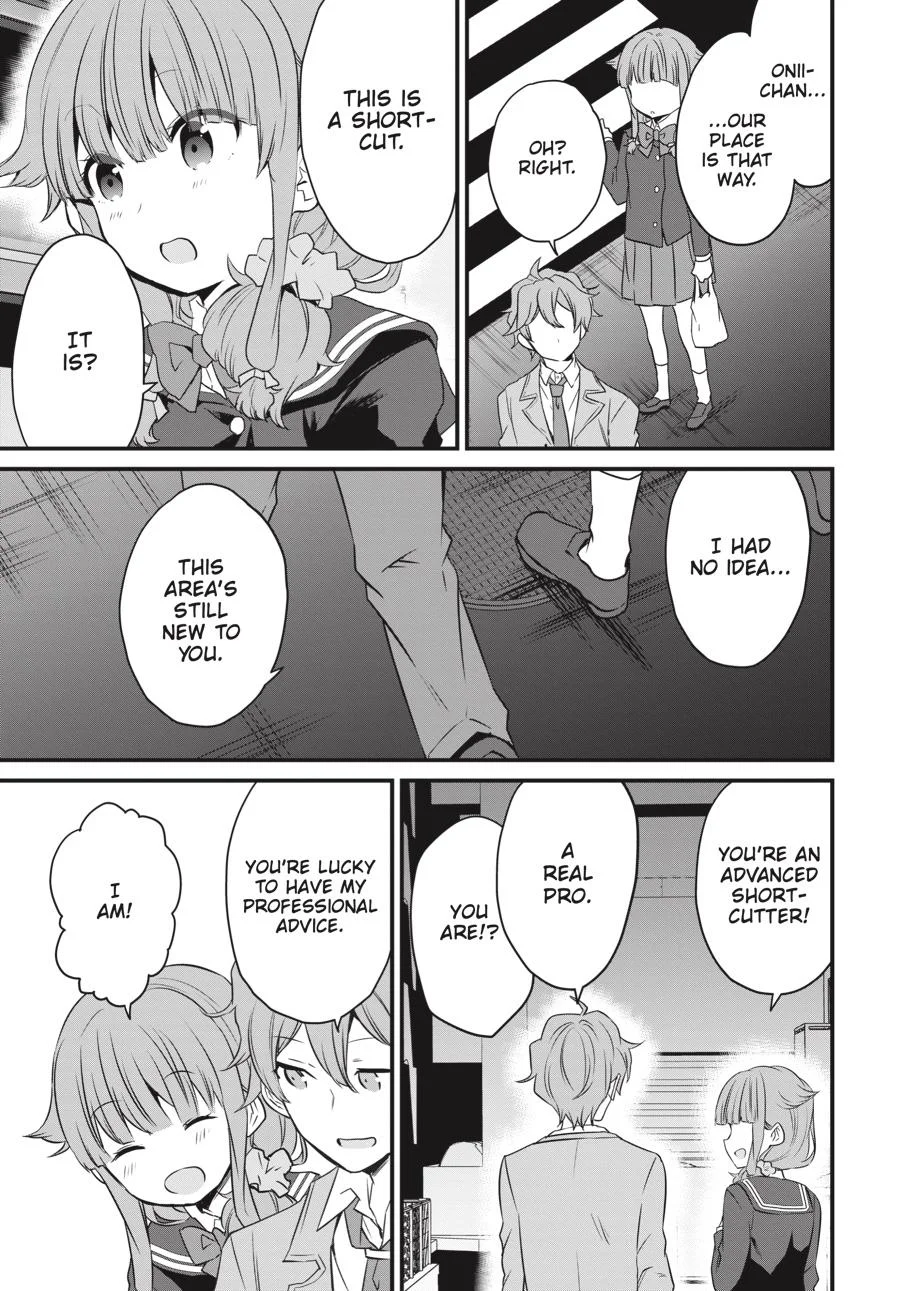 ONII-
CHAN...
...OUR
PLACE
IS THAT
WAY.
OH?
RIGHT.
THIS IS
A SHORT-
CUT.
IT
IS?
I HAD
NO IDEA...
THIS
AREA'S
STILL
NEW TO
YOU.
YOU'RE AN
ADVANCED
SHORT-
CUTTER!
A
REAL
PRO.
YOU
ARE!?
YOU'RE LUCKY
TO HAVE MY
PROFESSIONAL
ADVICE.
I
AM!